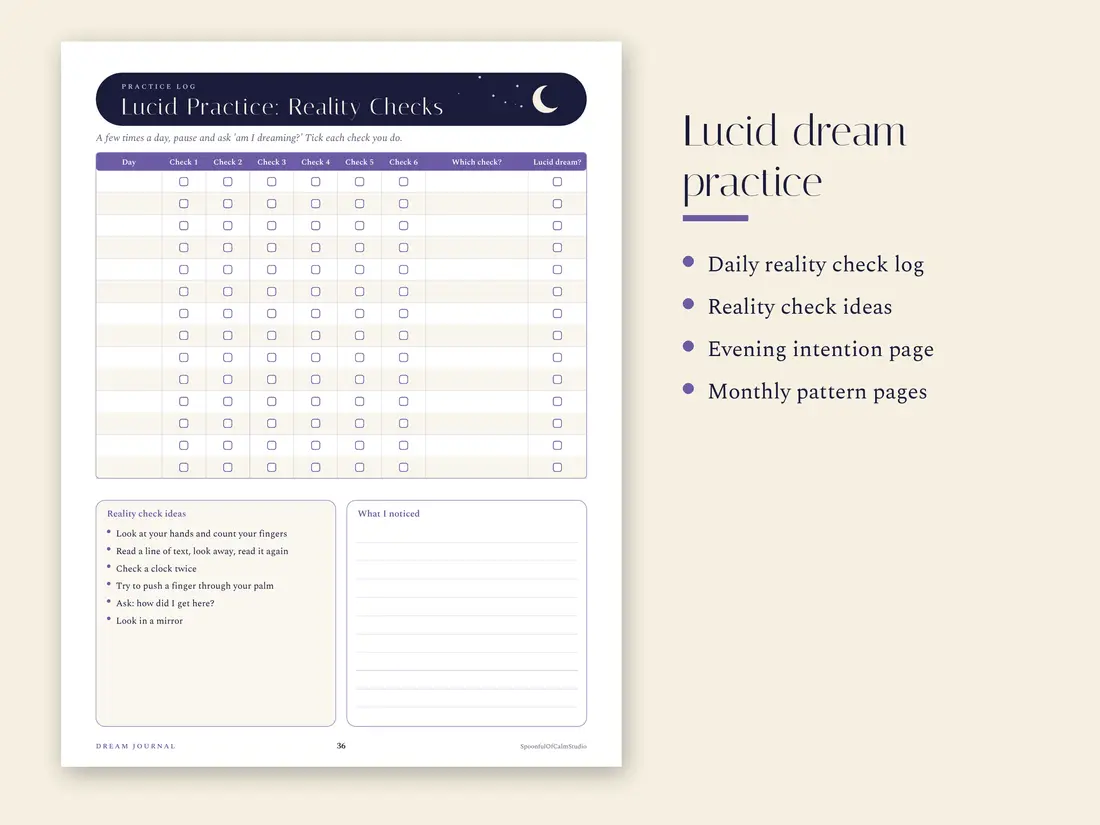 PRACTICE LOG
Lucid Practice: Reality Checks
A few times a day, pause and ask 'am I dreaming?' Tick each check you do.
Day Check 1 Check 2 Check 3 Check 4 Check 5 Check 6 Which check? Lucid dream?
Reality check ideas
Look at your hands and count your fingers
Read a line of text, look away, read it again
Check a clock twice
Try to push a finger through your palm
Ask: how did I get here?
Look in a mirror
What I noticed
DREAM JOURNAL
36
SpoonfulOfCalmStudio
Lucid dream
practice
Daily reality check log
Reality check ideas
Evening intention page
Monthly pattern pages